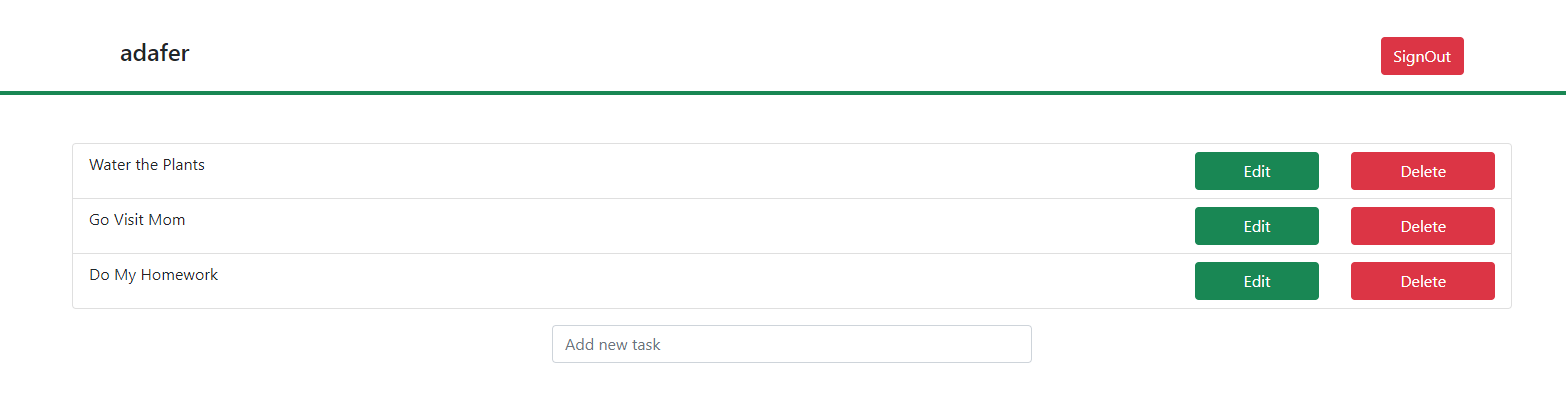 adafer SignOut
Water the Plants Edit Delete
Go Visit Mom Edit Delete
Do My Homework Edit Delete
Add new task